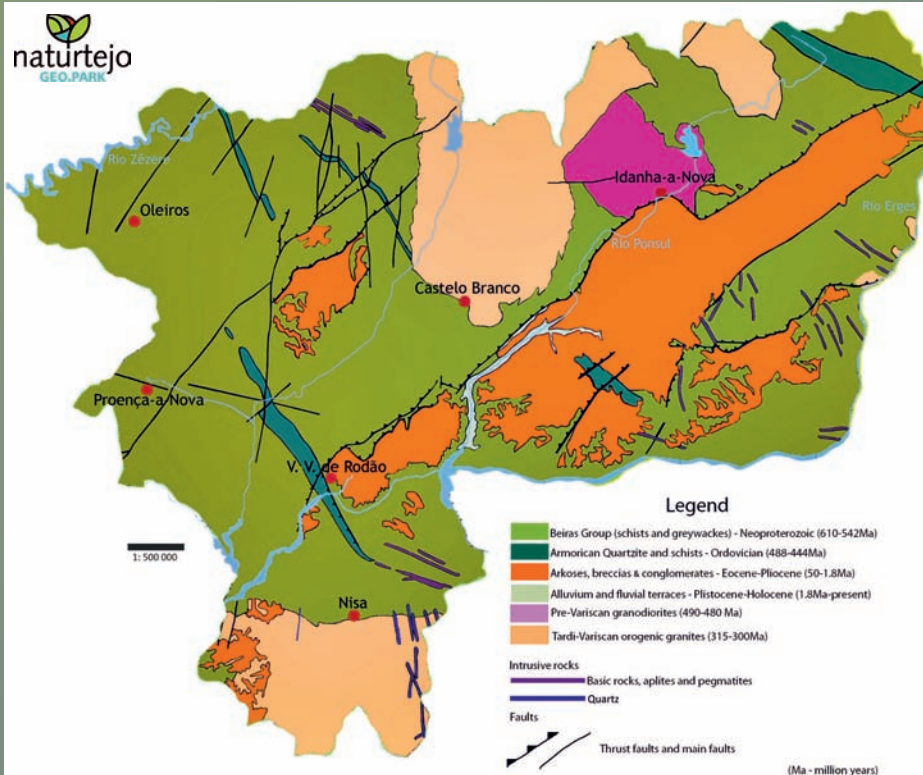 naturtejo
GEO.PARK
Rio Zêzere
Oleiros
Idanha-a-Nova
Rio Erges
Rio Ponsul
Castelo Branco
Proença-a-Nova
V. V. de Rodão
1: 500 000
Nisa
Legend
Beiras Group (schists and greywackes) - Neoproterozoic (610-542Ma)
Armorican Quartzite and schists - Ordovician (488-444Ma)
Arkoses, breccias & conglomerates - Eocene-Pliocene (50-1.8Ma)
Alluvium and fluvial terraces - Plistocene-Holocene (1.8Ma-present)
Pre-Variscan granodiorites (490-480 Ma)
Tardi-Variscan orogenic granites (315-300Ma)
Intrusive rocks
Basic rocks, aplites and pegmatites
Quartz
Faults
Thrust faults and main faults
(Ma - million years)